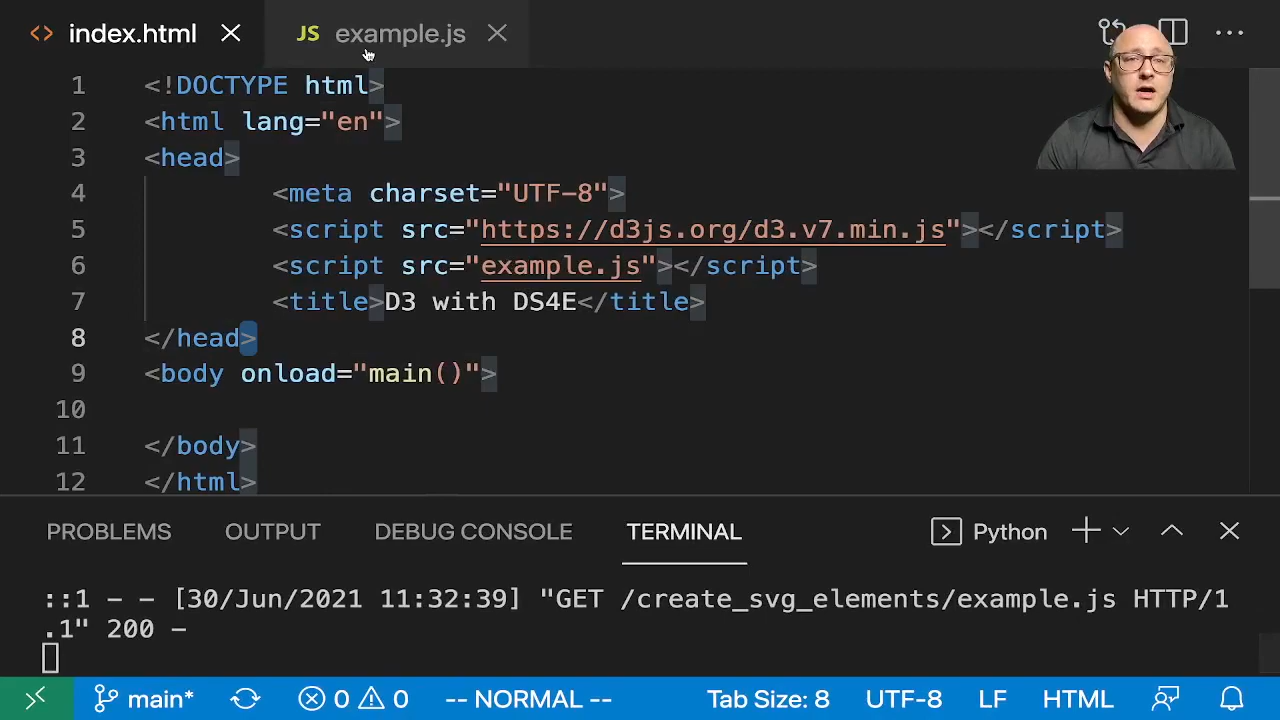 <> index.html × JS example.js ×
1 <!DOCTYPE html>
2 <html lang="en">
3 <head>
4 <meta charset="UTF-8">
5 <script src="https://d3js.org/d3.v7.min.js"></script>
6 <script src="example.js"></script>
7 <title>D3 with DS4E</title>
8 </head>
9 <body onload="main()">
10
11 </body>
12 </html>
PROBLEMS OUTPUT DEBUG CONSOLE TERMINAL Python
::1 - - [30/Jun/2021 11:32:39] "GET /create_svg_elements/example.js HTTP/1
.1" 200 -
main* 0 0 -- NORMAL -- Tab Size: 8 UTF-8 LF HTML